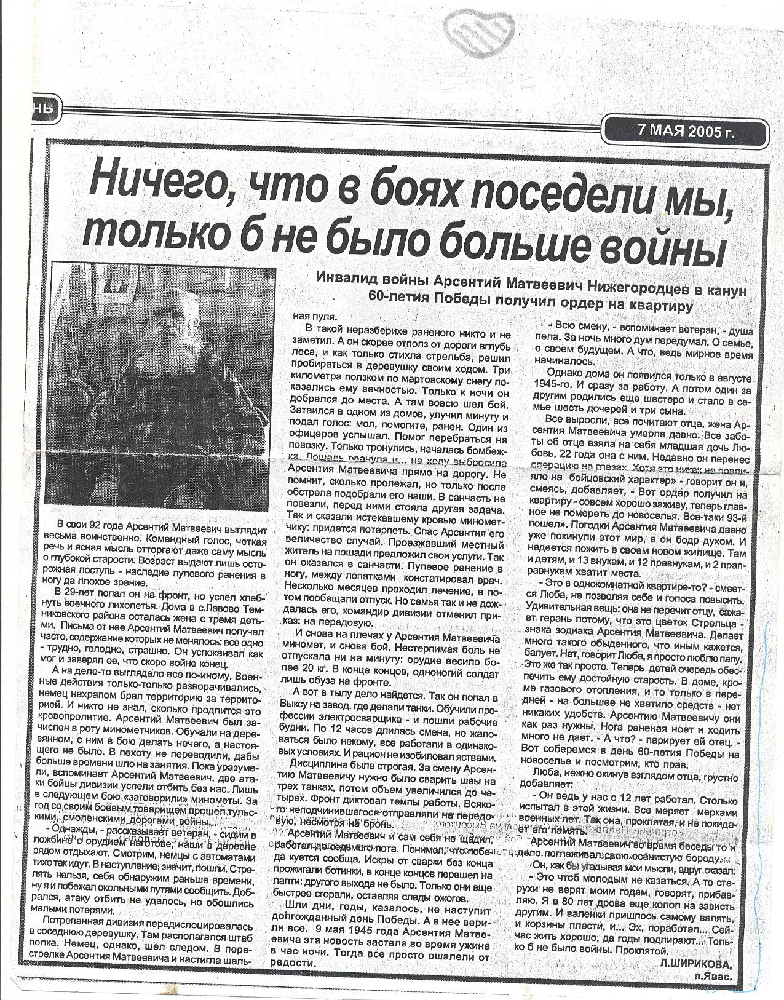 НЬ
7 МАЯ 2005 г.
Ничего, что в боях поседели мы,
только б не было больше войны
Инвалид войны Арсентий Матвеевич Нижегородцев в канун
60-летия Победы получил ордер на квартиру
В свои 92 года Арсентий Матвеевич выглядит
весьма воинственно. Командный голос, четкая
речь и ясная мысль отторгают даже саму мысль
о глубокой старости. Возраст выдают лишь осто-
рожная поступь - наследие пулевого ранения в
ногу да плохое зрение.
В 29-лет попал он на фронт, но успел хлеб-
нуть военного лихолетья. Дома в с.Лавово Тем-
никовского района осталась жена с тремя деть-
ми. Письма от нее Арсентий Матвеевич получал
часто, содержание которых не менялось: все одно
- трудно, голодно, страшно. Он успокаивал как
мог и заверял ее, что скоро войне конец.
А на деле-то выглядело все по-иному. Воен-
ные действия только-только разворачивались,
немец нахрапом брал территорию за террито-
рией. И никто не знал, сколько продлится это
кровопролитие. Арсентий Матвеевич был за-
числен в роту минометчиков. Обучали на дере-
вянном, с ним в бою делать нечего, а настоя-
щего не было. В пехоту не переводили, дабы
больше времени шло на занятия. Пока уразуме-
ли, вспоминает Арсентий Матвеевич, две ата-
ки бойцы дивизии успели отбить без нас. Лишь
в следующем бою «заговорили» минометы. За
год со своим боевым товарищем прошел тульс-
кими, смоленскими дорогами войны...
- Однажды, - рассказывает ветеран, - сидим в
ложбине с орудием наготове, наши в деревне
рядом отдыхают. Смотрим, немцы с автоматами
тихо так идут. В наступление, значит, пошли. Стре-
лять нельзя, себя обнаружим раньше времени,
ну я и побежал окольными путями сообщить. Доб-
рался, атаку отбить не удалось, но обошлись
малыми потерями.
Потрепанная дивизия передислоцировалась
в соседнюю деревушку. Там располагался штаб
полка. Немец, однако, шел следом. В пере-
стрелке Арсентия Матвеевича и настигла шаль-
ная пуля.
В такой неразберихе раненого никто и не
заметил. А он скорее отполз от дороги вглубь
леса, и как только стихла стрельба, решил
пробираться в деревушку своим ходом. Три
километра ползком по мартовскому снегу по-
казались ему вечностью. Только к ночи он
добрался до места. А там вовсю шел бой.
Затаился в одном из домов, улучил минуту и
подал голос: мол, помогите, ранен. Один из
офицеров услышал. Помог перебраться на
повозку. Только тронулись, началась бомбеж-
ка. Лошадь рванула и... на ходу выбросила
Арсентия Матвеевича прямо на дорогу. Не
помнит, сколько пролежал, но только после
обстрела подобрали его наши. В санчасть не
повезли, перед ними стояла другая задача.
Так и сказали истекавшему кровью миномет-
чику: придется потерпеть. Спас Арсентия его
величество случай. Проезжавший местный
житель на лошади предложил свои услуги. Так
он оказался в санчасти. Пулевое ранение в
ногу, между лопатками констатировал врач.
Несколько месяцев проходил лечение, а по-
том пообещали отпуск. Но семья так и не дож-
далась его, командир дивизии отменил при-
каз: на передовую.
И снова на плечах у Арсентия Матвеевича
миномет, и снова бой. Нестерпимая боль не
отпускала ни на минуту: орудие весило бо-
лее 20 кг. В конце концов, одноногий солдат
лишь обуза на фронте.
А вот в тылу дело найдется. Так он попал в
Выксу на завод, где делали танки. Обучили про-
фессии электросварщика - и пошли рабочие
будни. По 12 часов длилась смена, но жало-
ваться было некому, все работали в одинако-
вых условиях. И рацион не изобиловал яствами.
Дисциплина была строгая. За смену Арсен-
тию Матвеевичу нужно было сварить швы на
трех танках, потом объем увеличился до че-
тырех. Фронт диктовал темпы работы. Всяко-
го неподчинившегося отправляли на передо-
вую, несмотря на бронь.
Арсентий Матвеевич и сам себя не щадил,
работал до седьмого пота. Понимал, что побе-
да куется сообща. Искры от сварки без конца
прожигали ботинки, в конце концов перешел на
лапти: другого выхода не было. Только они еще
быстрее сгорали, оставляя следы ожогов.
Шли дни, годы, казалось, не наступит
долгожданный день Победы. А в нее вери-
ли все. 9 мая 1945 года Арсентия Матве-
евича эта новость застала во время ужина
в час ночи. Тогда все просто ошалели от
радости.
- Всю смену, - вспоминает ветеран, - душа
пела. За ночь много дум передумал. О семье,
о своем будущем. А что, ведь мирное время
начиналось.
Однако дома он появился только в августе
1945-го. И сразу за работу. А потом один за
другим родились еще шестеро и стало в се-
мье шесть дочерей и три сына.
Все выросли, все почитают отца, жена Ар-
сентия Матвеевича умерла давно. Все забо-
ты об отце взяла на себя младшая дочь Лю-
бовь, 22 года она с ним. Недавно он перенес
операцию на глазах. Хотя это никак не повли-
яло на бойцовский характер» - говорит он и,
смеясь, добавляет, - Вот ордер получил на
квартиру - совсем хорошо заживу, теперь глав-
ное не помереть до новоселья. Все-таки 93-й
пошел». Погодки Арсентия Матвеевича давно
уже покинули этот мир, а он бодр духом. И
надеется пожить в своем новом жилище. Там
и детям, и 13 внукам, и 12 правнукам, и 2 прап-
равнукам хватит места.
- Это в однокомнатной квартире-то? - смеет-
ся Люба, не позволяя себе и голоса повысить.
Удивительная вещь: она не перечит отцу, сажа-
ет герань потому, что это цветок Стрельца -
знака зодиака Арсентия Матвеевича. Делает
много такого обыденного, что иным кажется,
балует. Нет, говорит Люба, я просто люблю папу.
Это же так просто. Теперь детей очередь обес-
печить ему достойную старость. В доме, кро-
ме газового отопления, и то только в пере-
дней - на большее не хватило средств - нет
никаких удобств. Арсентию Матвеевичу они
как раз нужны. Нога раненая ноет и ходить
много не дает. - А что? - парирует ей отец. -
Вот соберемся в день 60-летия Победы на
новоселье и посмотрим, кто прав.
Люба, нежно окинув взглядом отца, грустно
добавляет:
- Он ведь у нас с 12 лет работал. Столько
испытал в этой жизни. Все меряет мерками
военных лет. Так она, проклятая, и не покида-
ет его память.
Арсентий Матвеевич во время беседы то и
дело поглаживал свою осанистую бороду.
Он, как бы угадывая мои мысли, вдруг сказал:
- Это чтоб молодым не казаться. А то ста-
рухи не верят моим годам, говорят, прибав-
ляю. Я в 80 лет дрова еще колол на зависть
другим. И валенки пришлось самому валять,
и корзины плести, и... Эх, поработал... Сей-
час жить хорошо, да годы подпирают... Толь-
ко б не было войны. Проклятой.
Л.ШИРИКОВА,
п.Явас.